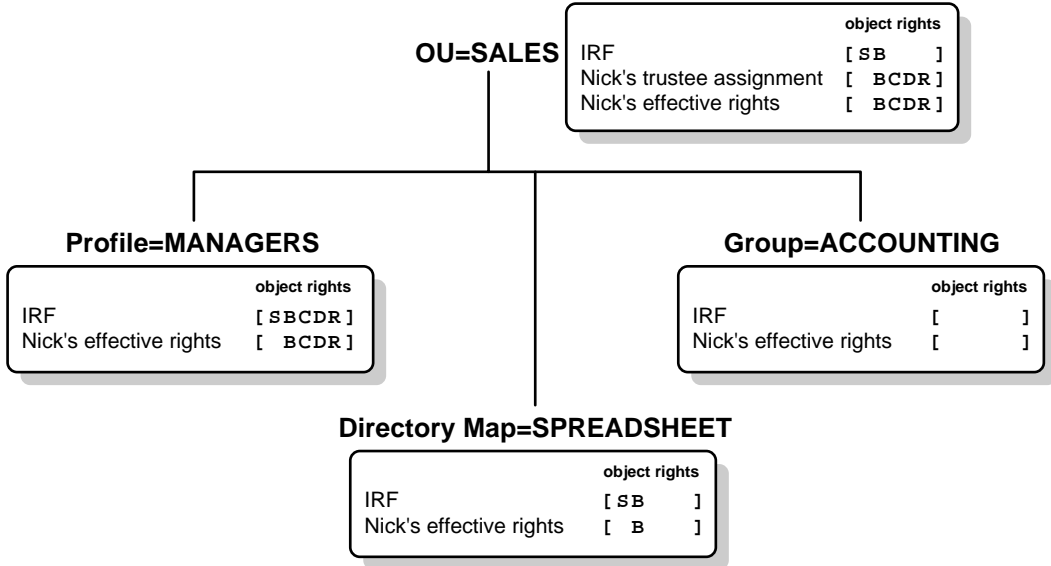 object rights
OU=SALES
IRF [SB ]
Nick's trustee assignment [ BCDR]
Nick's effective rights [ BCDR]
Profile=MANAGERS
object rights
IRF [SBCDR]
Nick's effective rights [ BCDR]
Group=ACCOUNTING
object rights
IRF [ ]
Nick's effective rights [ ]
Directory Map=SPREADSHEET
object rights
IRF [SB ]
Nick's effective rights [ B ]